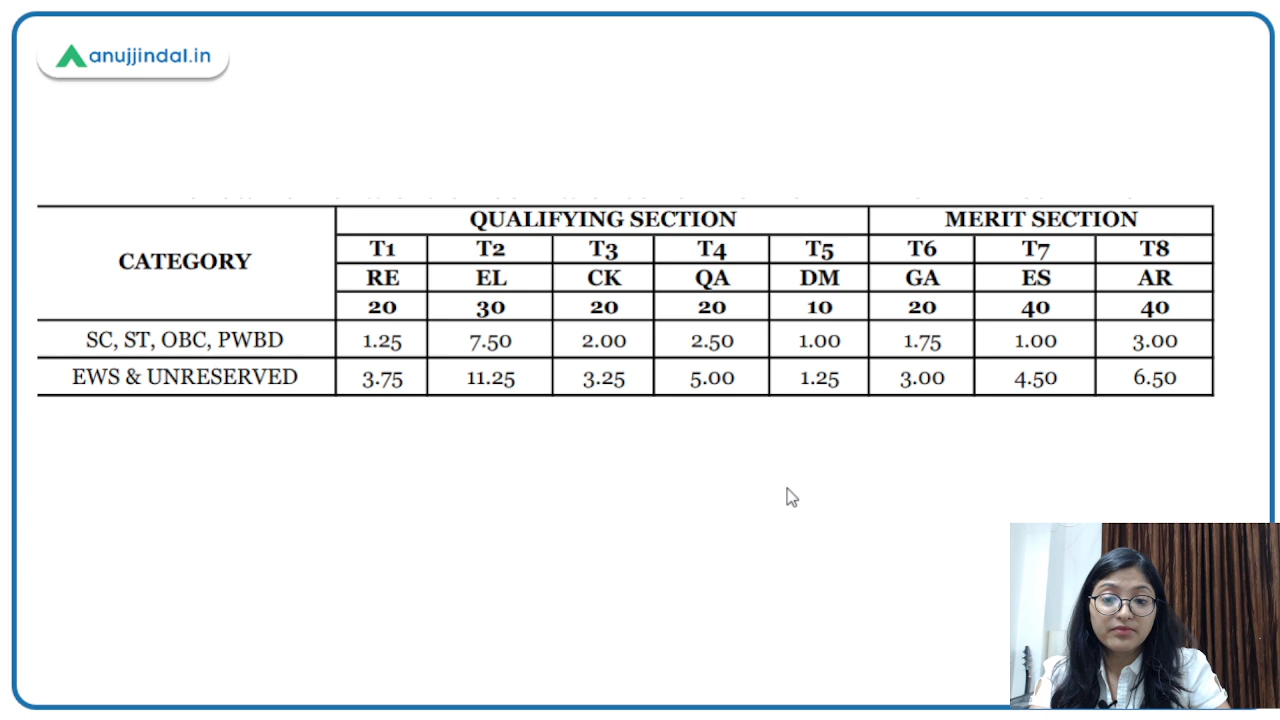 anujjindal.in
CATEGORY QUALIFYING SECTION MERIT SECTION
T1 T2 T3 T4 T5 T6 T7 T8
RE EL CK QA DM GA ES AR
20 30 20 20 10 20 40 40
SC, ST, OBC, PWBD 1.25 7.50 2.00 2.50 1.00 1.75 1.00 3.00
EWS & UNRESERVED 3.75 11.25 3.25 5.00 1.25 3.00 4.50 6.50